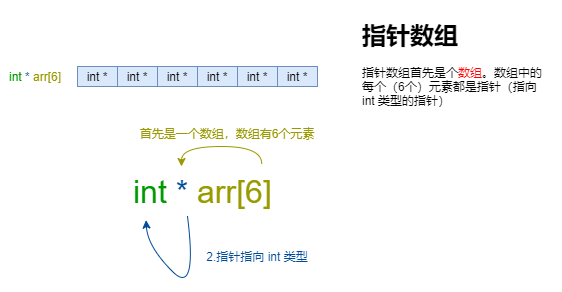 指针数组
int * arr[6]
int * int * int * int * int * int *
指针数组首先是个数组。数组中的
每个（6个）元素都是指针（指向
int 类型的指针）
首先是一个数组，数组有6个元素
int * arr[6]
2.指针指向 int 类型